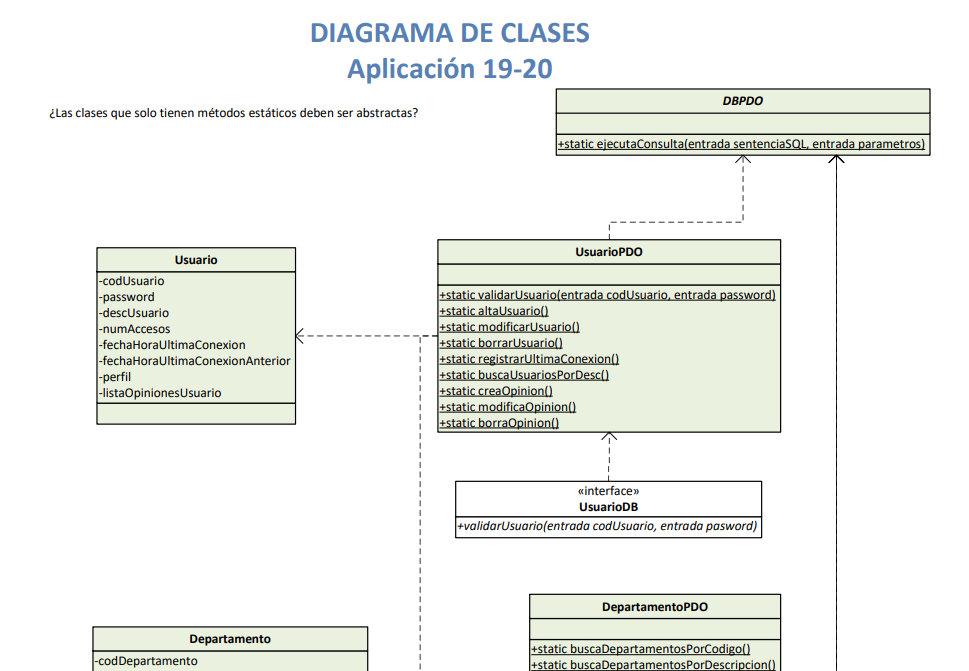 DIAGRAMA DE CLASES
Aplicación 19-20
¿Las clases que solo tienen métodos estáticos deben ser abstractas?
DBPDO
+static ejecutaConsulta(entrada sentenciaSQL, entrada parametros)
Usuario
-codUsuario
-password
-descUsuario
-numAccesos
-fechaHoraUltimaConexion
-fechaHoraUltimaConexionAnterior
-perfil
-listaOpinionesUsuario
UsuarioPDO
+static validarUsuario(entrada codUsuario, entrada password)
+static altaUsuario()
+static modificarUsuario()
+static borrarUsuario()
+static registrarUltimaConexion()
+static buscaUsuariosPorDesc()
+static creaOpinion()
+static modificaOpinion()
+static borraOpinion()
«interface»
UsuarioDB
+validarUsuario(entrada codUsuario, entrada pasword)
DepartamentoPDO
+static buscaDepartamentosPorCodigo()
+static buscaDepartamentosPorDescripcion()
Departamento
-codDepartamento